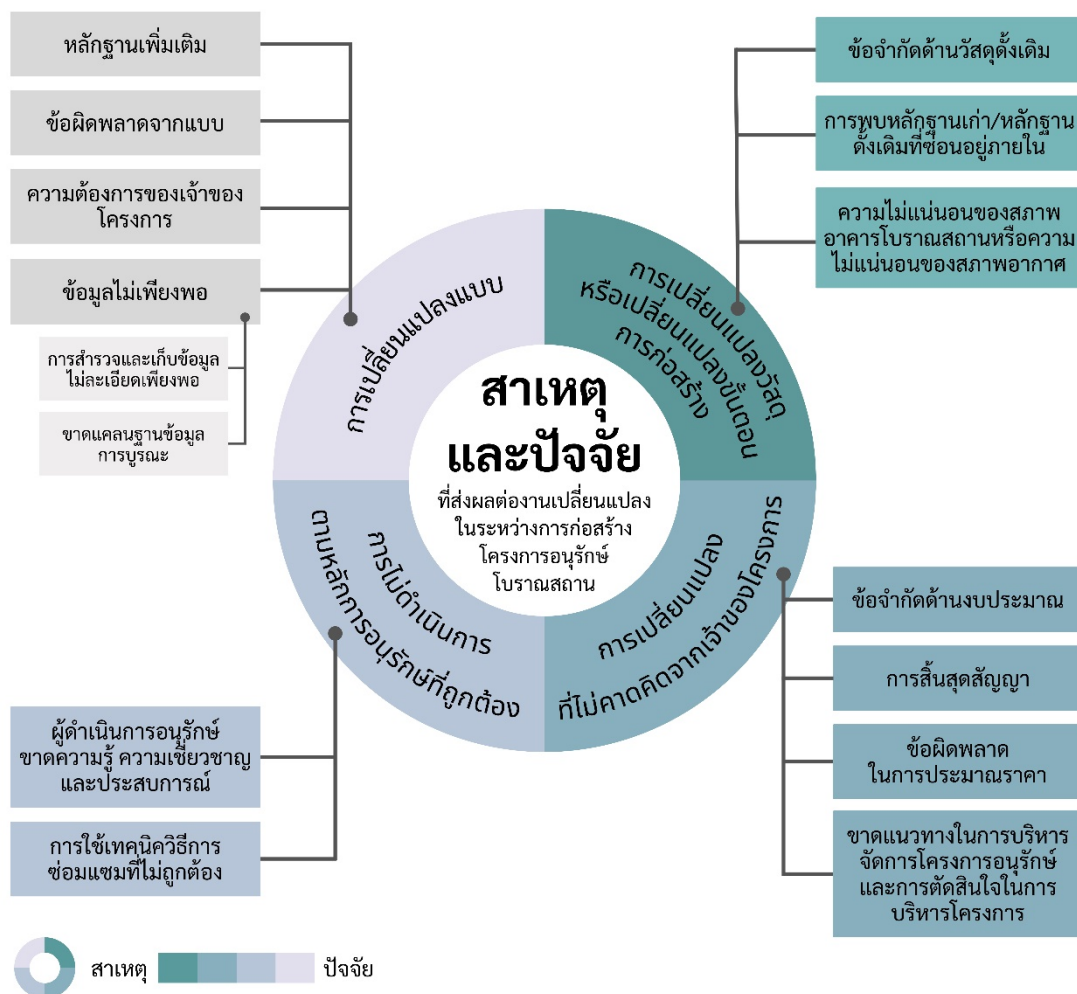 หลักฐานเพิ่มเติม
ข้อผิดพลาดจากแบบ
ความต้องการของเจ้าของ
โครงการ
ข้อมูลไม่เพียงพอ
การสำรวจและเก็บข้อมูล
ไม่ละเอียดเพียงพอ
ขาดแคลนฐานข้อมูล
การบูรณะ
ข้อจำกัดด้านวัสดุดั้งเดิม
การพบหลักฐานเก่า/หลักฐาน
ดั้งเดิมที่ซ่อนอยู่ภายใน
ความไม่แน่นอนของสภาพ
อาคารโบราณสถานหรือความ
ไม่แน่นอนของสภาพอากาศ
การเปลี่ยนแปลงแบบ
การเปลี่ยนแปลงวัสดุ
หรือเปลี่ยนแปลงขั้นตอน
การก่อสร้าง
สาเหตุ
และปัจจัย
ที่ส่งผลต่องานเปลี่ยนแปลง
ในระหว่างการก่อสร้าง
โครงการอนุรักษ์
โบราณสถาน
การไม่ดำเนินการ
ตามหลักการอนุรักษ์ที่ถูกต้อง
การเปลี่ยนแปลง
ที่ไม่คาดคิดจากเจ้าของโครงการ
ผู้ดำเนินการอนุรักษ์
ขาดความรู้ ความเชี่ยวชาญ
และประสบการณ์
การใช้เทคนิควิธีการ
ซ่อมแซมที่ไม่ถูกต้อง
ข้อจำกัดด้านงบประมาณ
การสิ้นสุดสัญญา
ข้อผิดพลาด
ในการประมาณราคา
ขาดแนวทางในการบริหาร
จัดการโครงการอนุรักษ์
และการตัดสินใจในการ
บริหารโครงการ
สาเหตุ
ปัจจัย